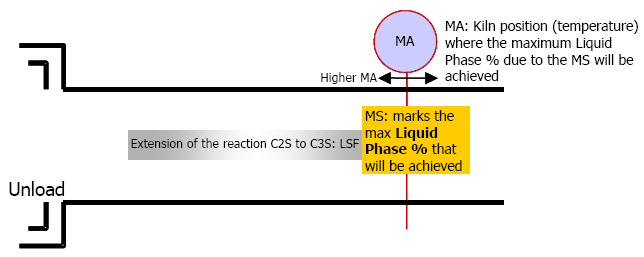 MA
MA: Kiln position (temperature)
where the maximum Liquid
Phase % due to the MS will be
achieved
Higher MA
MS: marks the
max Liquid
Phase % that
will be achieved
Extension of the reaction C2S to C3S: LSF
Unload